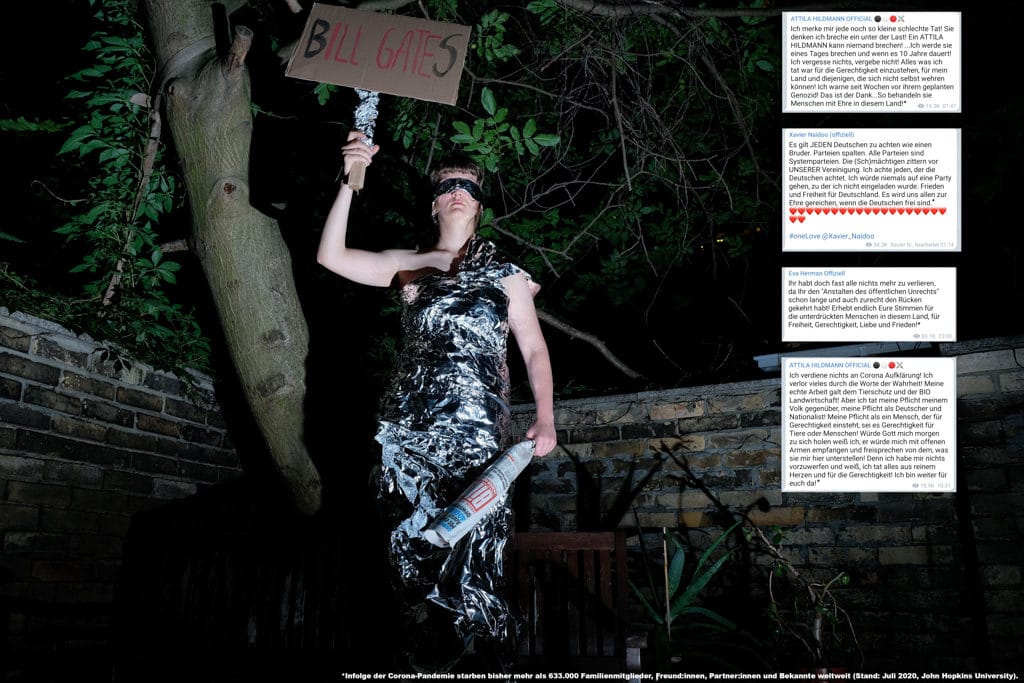 BILL GATES
ATTILA HILDMANN OFFICIAL
Ich merke mir jede noch so kleine schlechte Tat! Sie
denken ich breche ein unter der Last! Ein ATTILA
HILDMANN kann niemand brechen! ...Ich werde sie
eines Tages brechen und wenn es 10 Jahre dauert!
Ich vergesse nichts, vergebe nicht! Alles was ich
tat war für die Gerechtigkeit einzustehen, für mein
Land und diejenigen, die sich nicht selbst wehren
können! Ich warne seit Wochen vor ihrem geplanten
Genozid! Das ist der Dank...So behandeln sie
Menschen mit Ehre in diesem Land!*
01:47
Xavier Naidoo (offiziell)
Es gilt JEDEN Deutschen zu achten wie einen
Bruder. Parteien spalten. Alle Parteien sind
Systemparteien. Die (Sch)mächtigen zittern vor
UNSERER Vereinigung. Ich achte jeden, der die
Deutschen achtet. Ich würde niemals auf eine Party
gehen, zu der ich nicht eingeladen wurde. Frieden
und Freiheit für Deutschland. Es wird uns allen zur
Ehre gereichen, wenn die Deutschen frei sind.*
#oneLove @Xavier_Naidoo
34.3K Xavier N., bearbeitet 01:14
Eva Herman Offiziell
Ihr habt doch fast alle nichts mehr zu verlieren,
da Ihr den "Anstalten des öffentlichen Unrechts"
schon lange und auch zurecht den Rücken
gekehrt habt! Erhebt endlich Eure Stimmen für
die unterdrückten Menschen in diesem Land, für
Freiheit, Gerechtigkeit, Liebe und Frieden!*
ATTILA HILDMANN OFFICIAL
Ich verdiene nichts an Corona Aufklärung! Ich
verlor vieles durch die Worte der Wahrheit! Meine
echte Arbeit galt dem Tierschutz und der BIO
Landwirtschaft! Aber ich tat meine Pflicht meinem
Volk gegenüber, meine Pflicht als Deutscher und
Nationalist! Meine Pflicht als ein Mensch, der für
Gerechtigkeit einsteht, sei es Gerechtigkeit für
Tiere oder Menschen! Würde Gott mich morgen
zu sich holen weiß ich, er würde mich mit offenen
Armen empfangen und freisprechen von dem, was
sie mir hier unterstellen! Denn ich habe mir nichts
vorzuwerfen und weiß, ich tat alles aus reinem
Herzen und für die Gerechtigkeit! Ich bin weiter für
euch da!*
18.6K 10:31
*Infolge der Corona-Pandemie starben bisher mehr als 633.000 Familienmitglieder, Freund:innen, Partner:innen und Bekannte weltweit (Stand: Juli 2020, John Hopkins University).